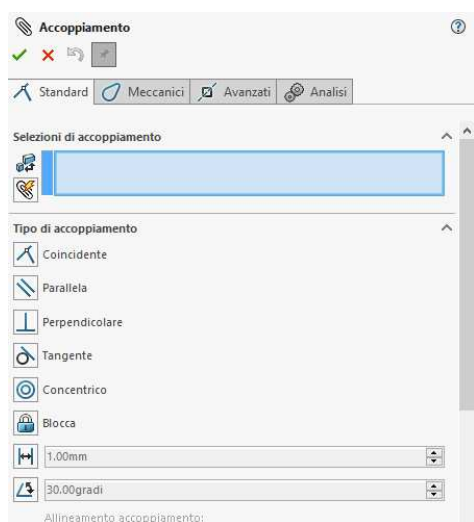 Accoppiamento
Standard Meccanici Avanzati Analisi
Selezioni di accoppiamento
Tipo di accoppiamento
Coincidente
Parallela
Perpendicolare
Tangente
Concentrico
Blocca
1.00mm
30.00gradi
Allineamento accoppiamento: